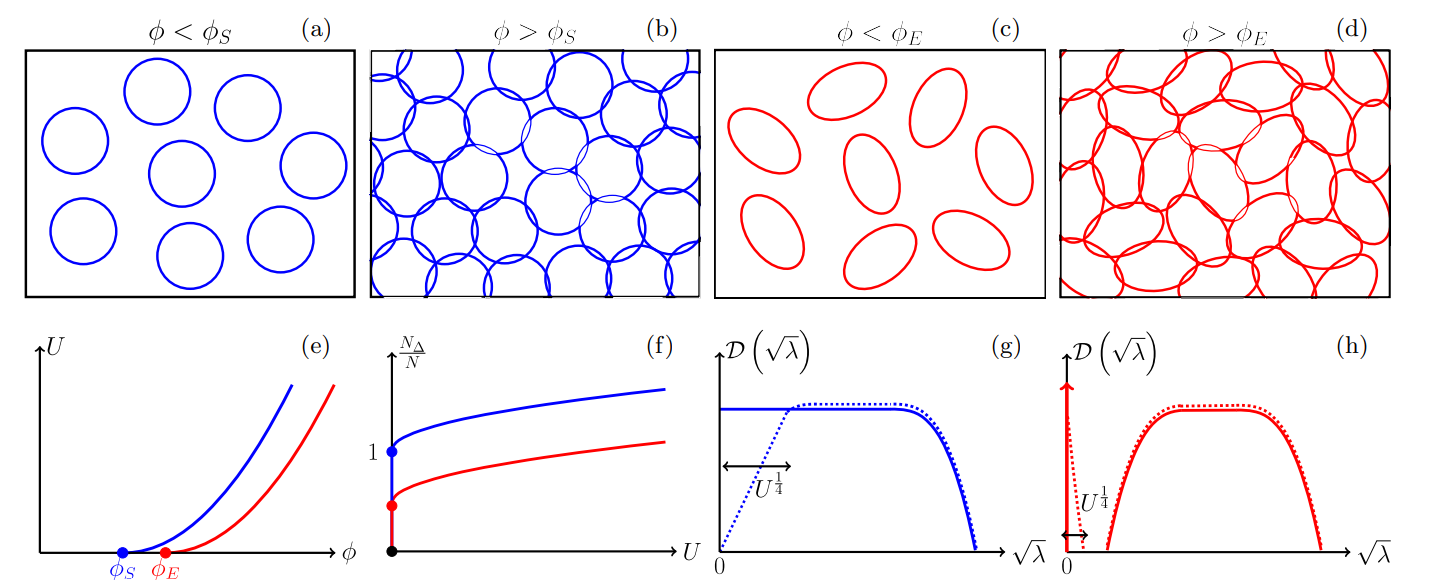 ϕ < ϕ_S (a)
ϕ > ϕ_S (b)
ϕ < ϕ_E (c)
ϕ > ϕ_E (d)
U (e)
ϕ
ϕ_S ϕ_E
N_Δ/N (f)
1
U
𝒟(√λ) (g)
U^{1/4}
√λ
0
𝒟(√λ) (h)
U^{1/4}
√λ
0